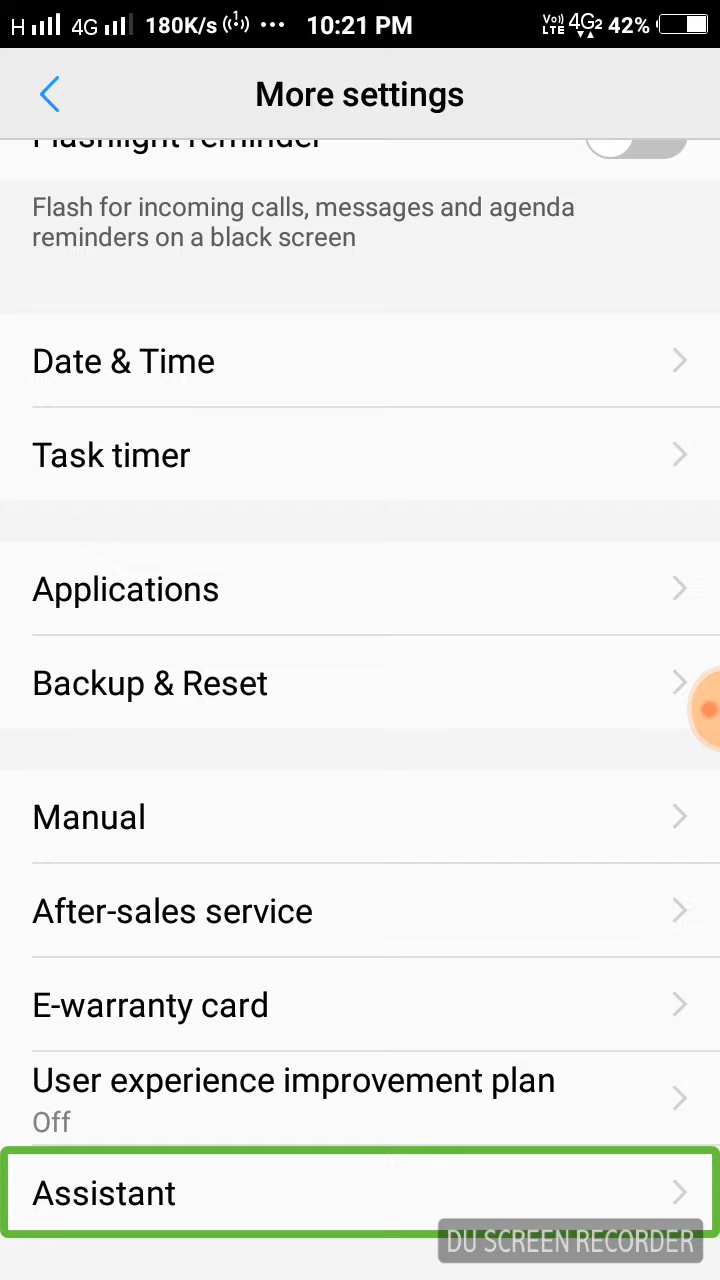 H 4G 180K/s ••• 10:21 PM Vo)) LTE 4G2 42%
More settings
Flashlight reminder
Flash for incoming calls, messages and agenda
reminders on a black screen
Date & Time
Task timer
Applications
Backup & Reset
Manual
After-sales service
E-warranty card
User experience improvement plan
Off
Assistant
DU SCREEN RECORDER